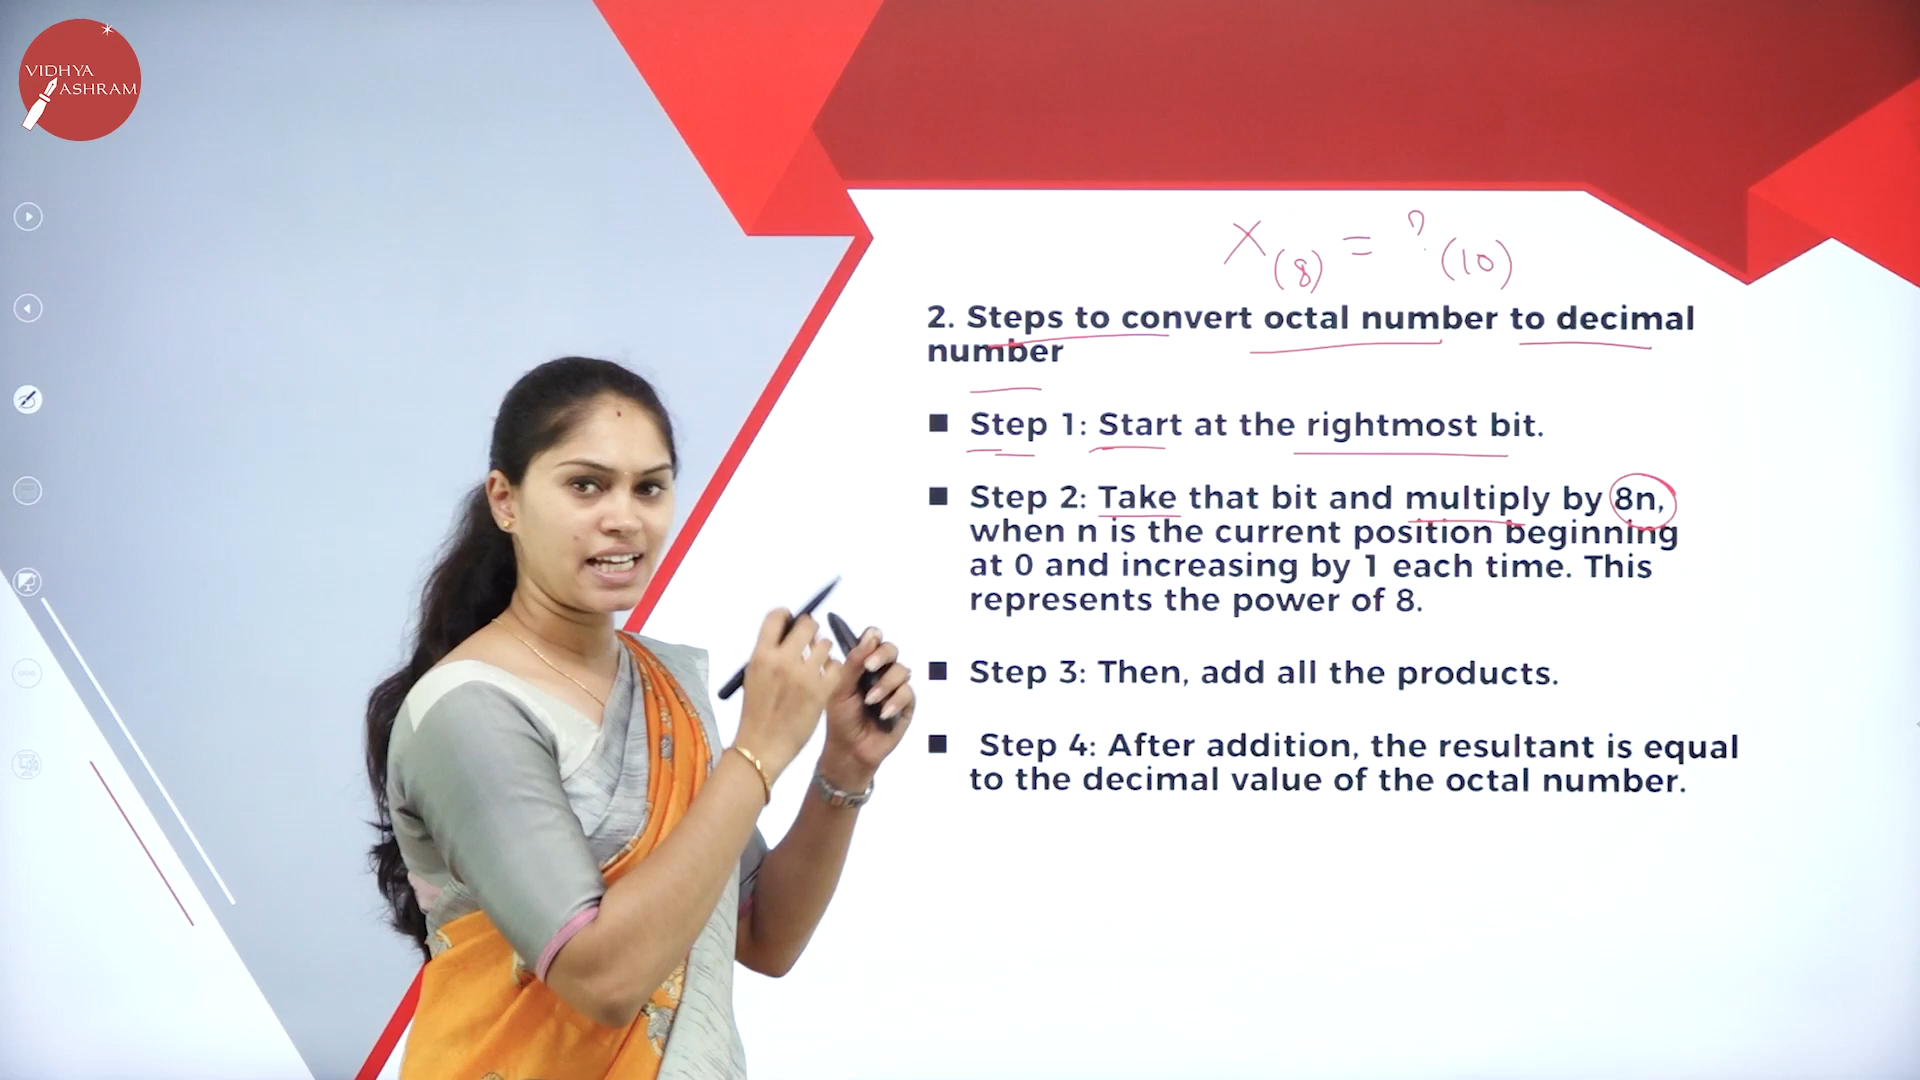 VIDHYA
ASHRAM
X(8) = ?(10)
2. Steps to convert octal number to decimal
number
■ Step 1: Start at the rightmost bit.
■ Step 2: Take that bit and multiply by 8n,
when n is the current position beginning
at 0 and increasing by 1 each time. This
represents the power of 8.
■ Step 3: Then, add all the products.
■ Step 4: After addition, the resultant is equal
to the decimal value of the octal number.